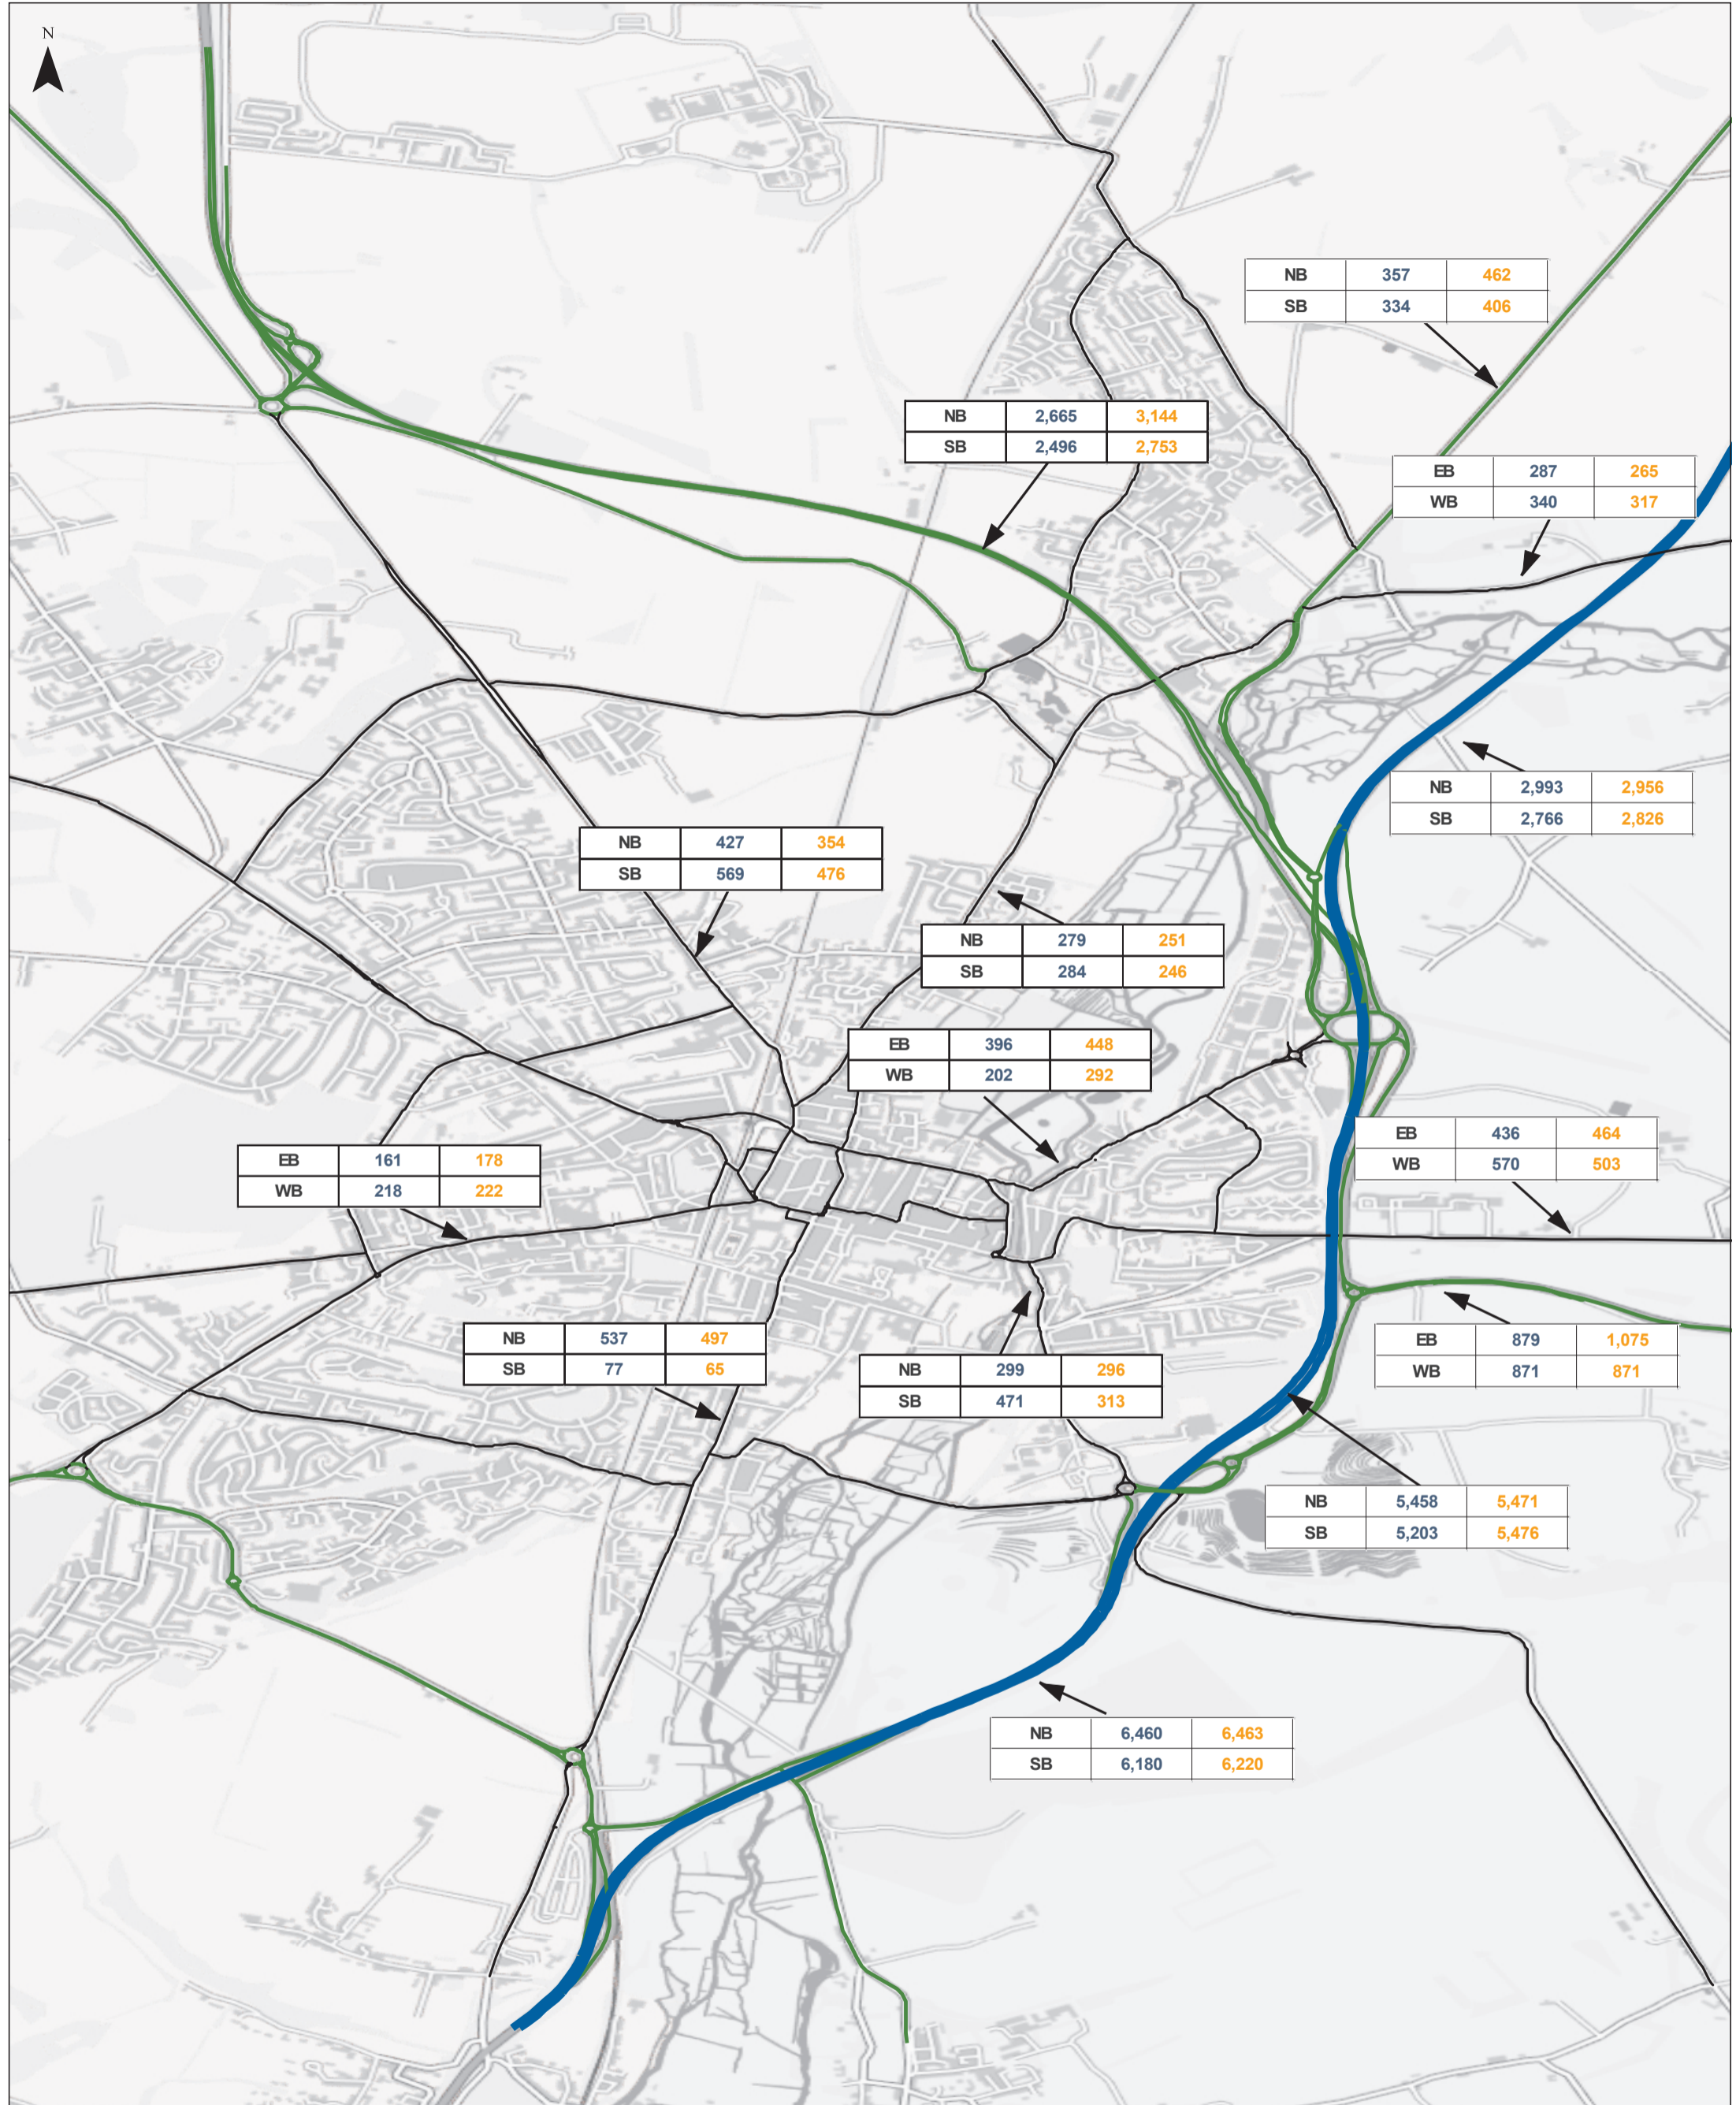 N
NB 357 462
SB 334 406
NB 2,665 3,144
SB 2,496 2,753
EB 287 265
WB 340 317
NB 2,993 2,956
SB 2,766 2,826
NB 427 354
SB 569 476
NB 279 251
SB 284 246
EB 396 448
WB 202 292
EB 436 464
WB 570 503
EB 161 178
WB 218 222
NB 537 497
SB 77 65
NB 299 296
SB 471 313
EB 879 1,075
WB 871 871
NB 5,458 5,471
SB 5,203 5,476
NB 6,460 6,463
SB 6,180 6,220